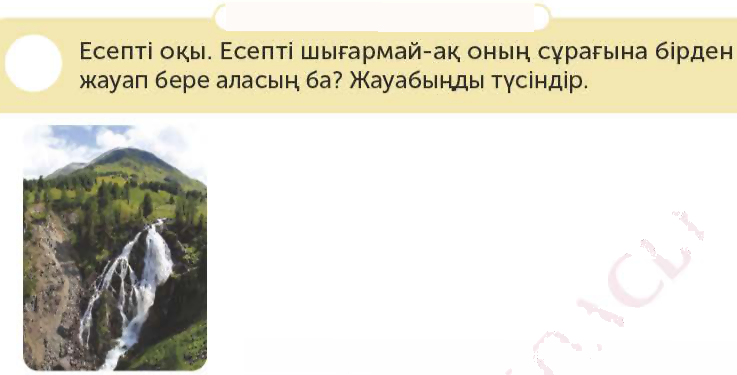 Есепті оқы. Есепті шығармай-ақ оның сұрағына бірден
жауап бере аласың ба? Жауабыңды түсіндір.